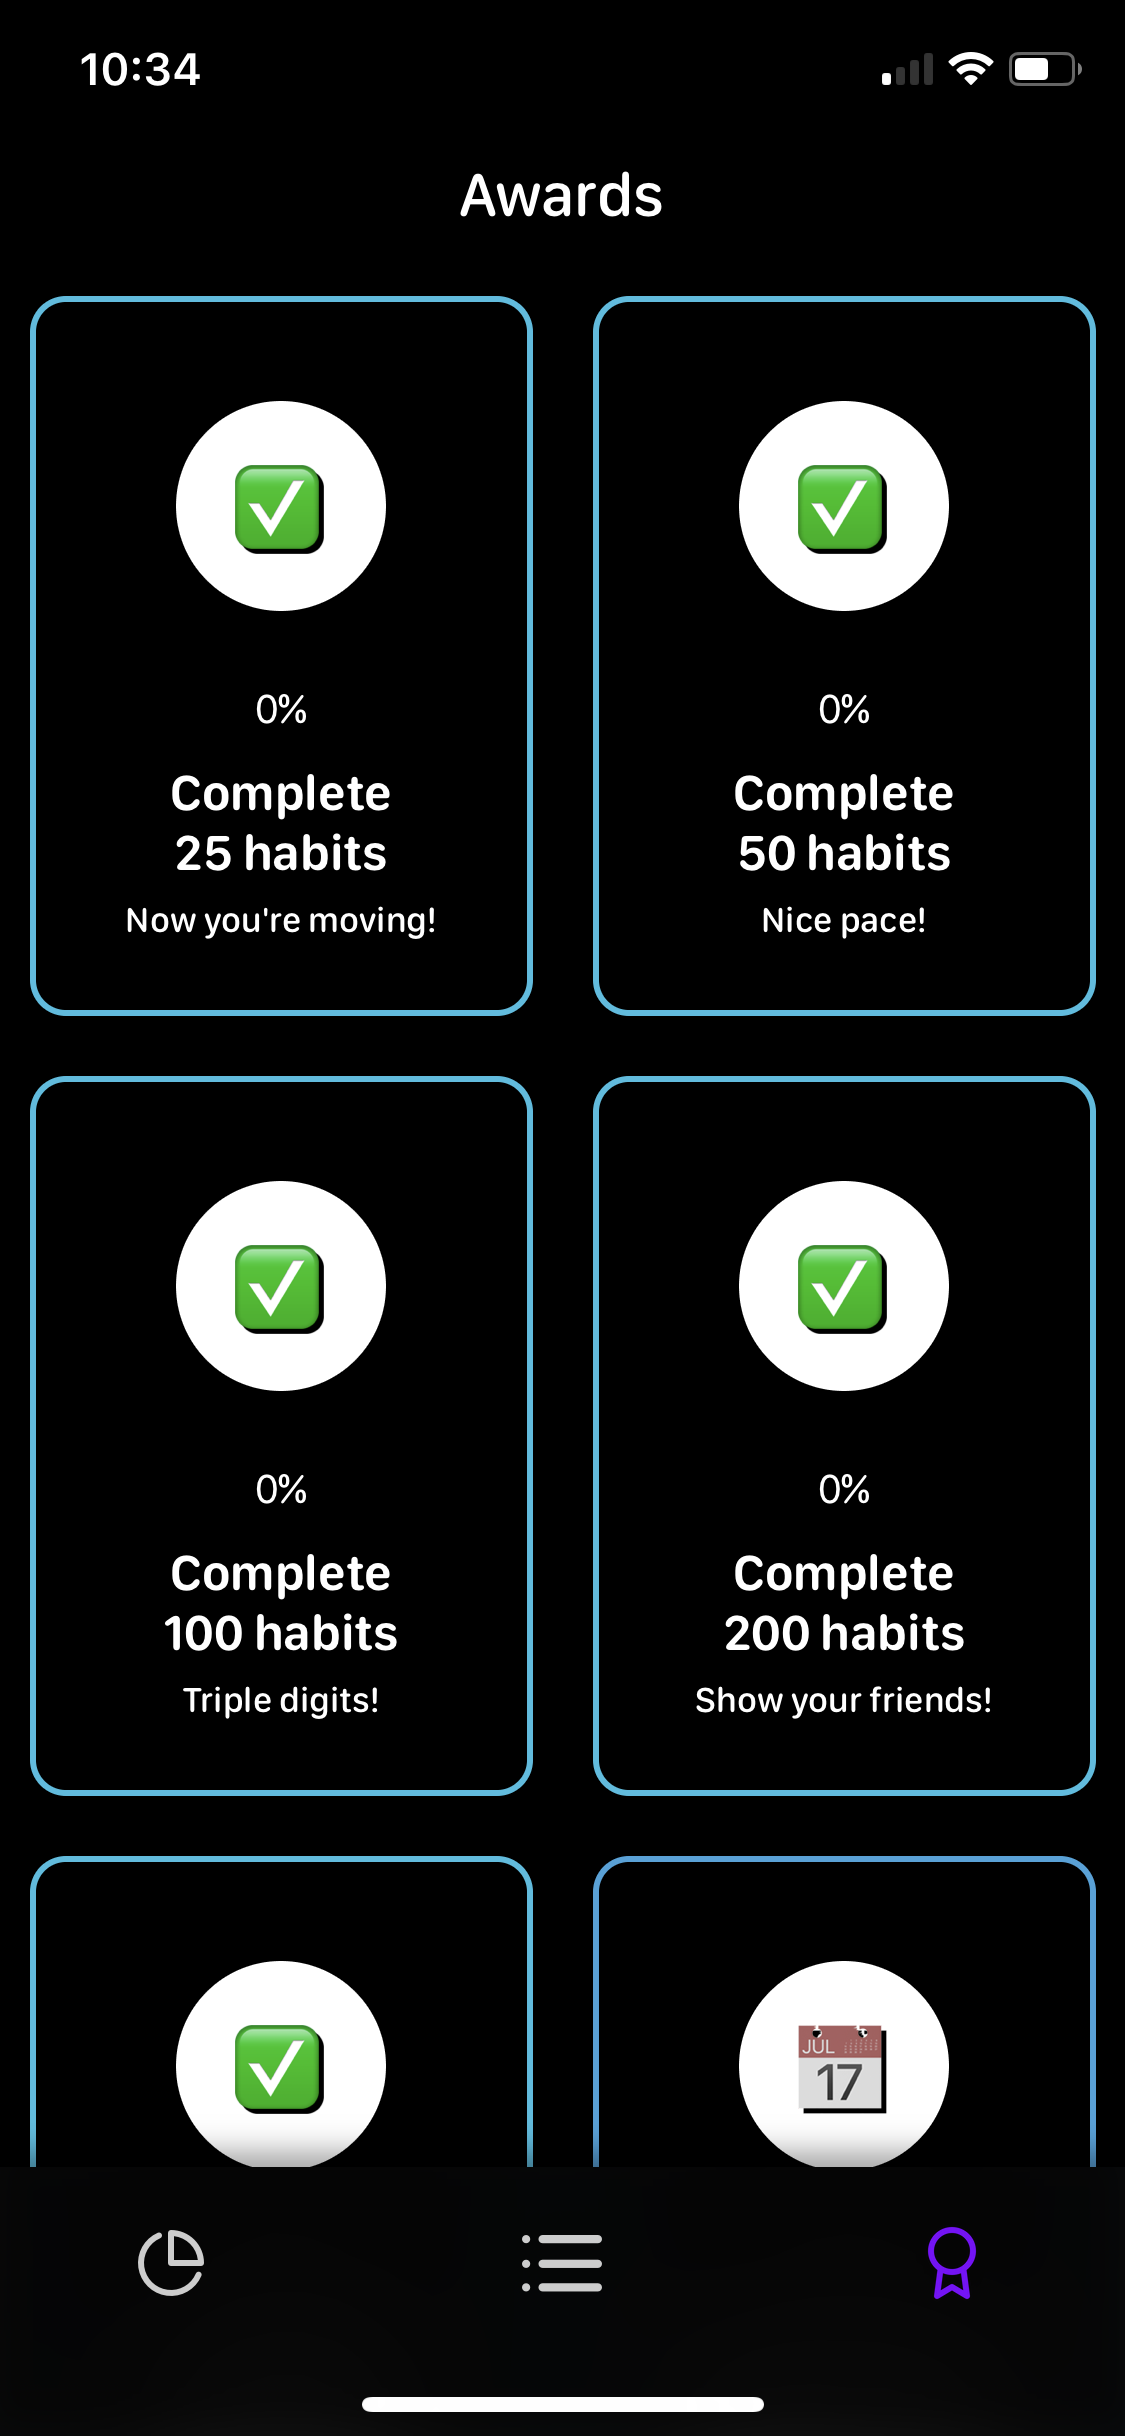 10:34
Awards
0%
Complete
25 habits
Now you're moving!
0%
Complete
50 habits
Nice pace!
0%
Complete
100 habits
Triple digits!
0%
Complete
200 habits
Show your friends!
JUL
17